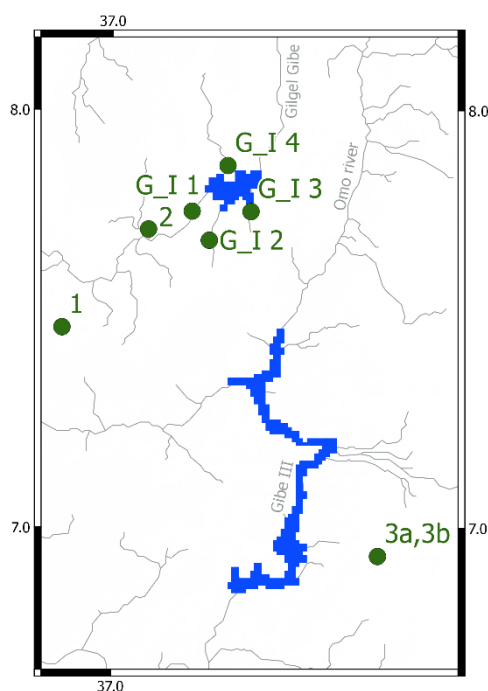 37.0
8.0
8.0
Gilgel Gibe
G_I 4
G_I 1
G_I 3
Omo river
2
G_I 2
1
Gibe III
7.0
7.0
3a,3b
37.0